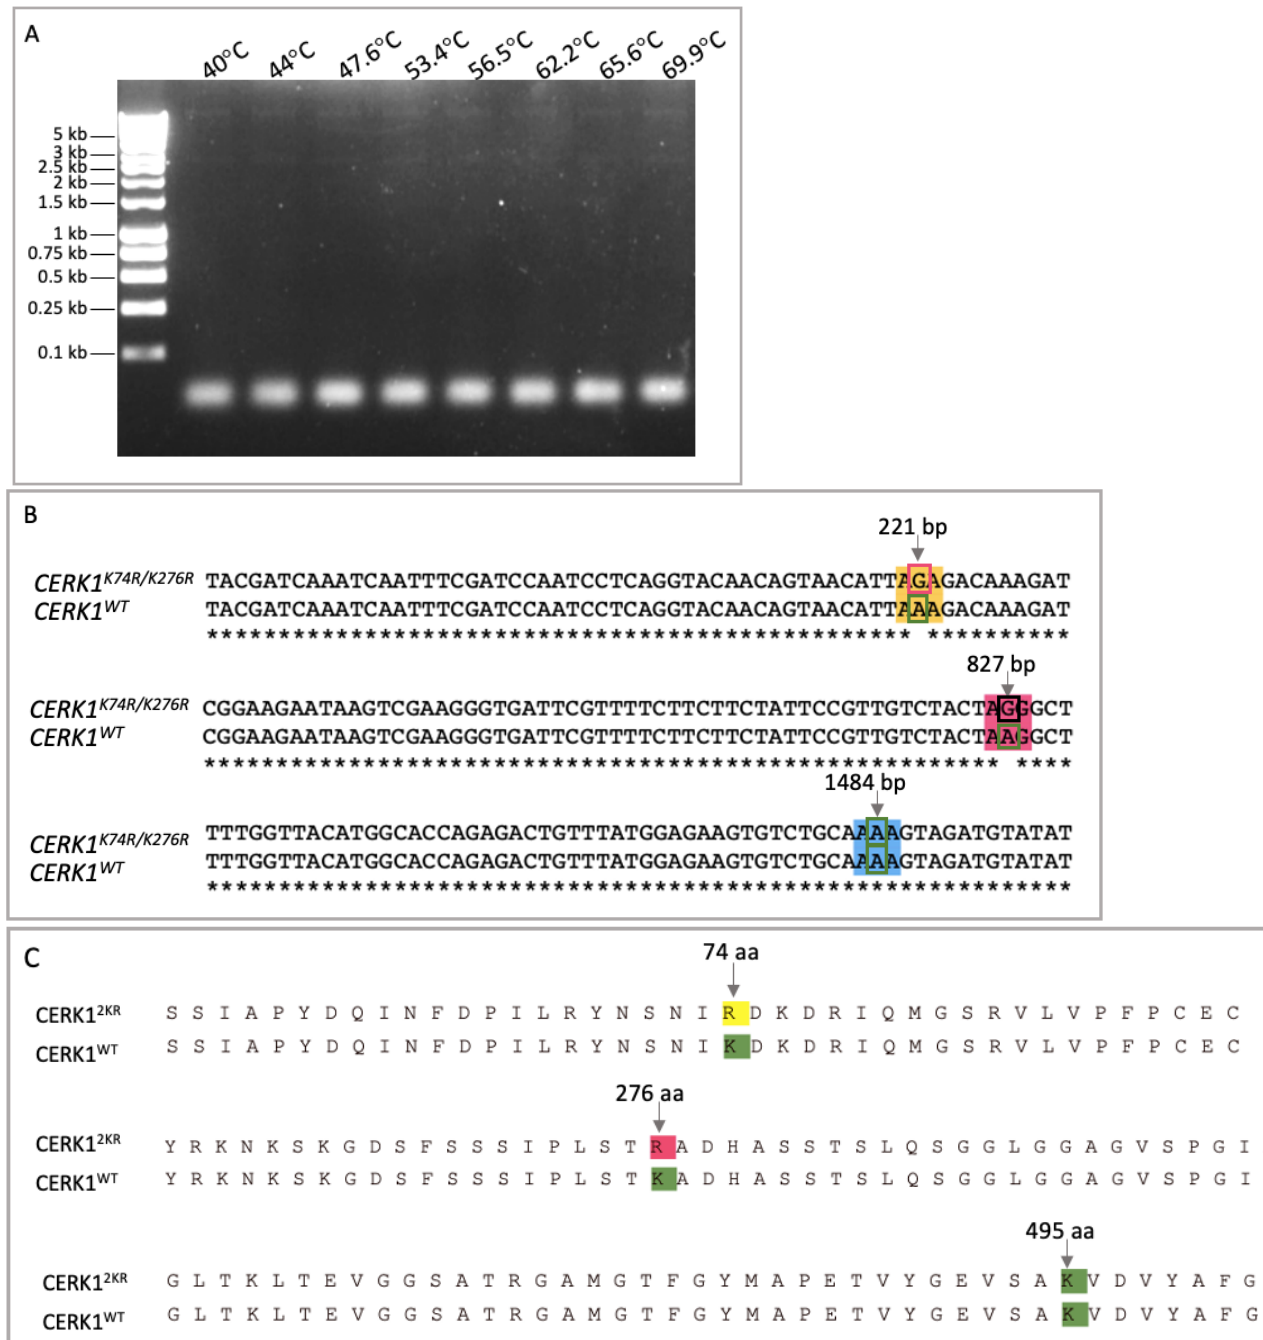 A
40°C 44°C 47.6°C 53.4°C 56.5°C 62.2°C 65.6°C 69.9°C
5 kb
3 kb
2.5 kb
2 kb
1.5 kb
1 kb
0.75 kb
0.5 kb
0.25 kb
0.1 kb
B
221 bp
CERK1K74R/K276R TACGATCAAATCAATTTCGATCCAATCCTCAGGTACAACAGTAACATTAGAGACAAAGAT
CERK1WT TACGATCAAATCAATTTCGATCCAATCCTCAGGTACAACAGTAACATTAAAGACAAAGAT
************************************************* **********
827 bp
CERK1K74R/K276R CGGAAGAATAAGTCGAAGGGTGATTCGTTTTCTTCTTCTATTCCGTTGTCTACTAGGGCT
CERK1WT CGGAAGAATAAGTCGAAGGGTGATTCGTTTTCTTCTTCTATTCCGTTGTCTACTAAGGCT
******************************************************* ****
1484 bp
CERK1K74R/K276R TTTGGTTACATGGCACCAGAGACTGTTTATGGAGAAGTGTCTGCAAAAGTAGATGTATAT
CERK1WT TTTGGTTACATGGCACCAGAGACTGTTTATGGAGAAGTGTCTGCAAAAGTAGATGTATAT
************************************************************
C
74 aa
CERK12KR S S I A P Y D Q I N F D P I L R Y N S N I R D K D R I Q M G S R V L V P F P C E C
CERK1WT S S I A P Y D Q I N F D P I L R Y N S N I K D K D R I Q M G S R V L V P F P C E C
276 aa
CERK12KR Y R K N K S K G D S F S S S I P L S T R A D H A S S T S L Q S G G L G G A G V S P G I
CERK1WT Y R K N K S K G D S F S S S I P L S T K A D H A S S T S L Q S G G L G G A G V S P G I
495 aa
CERK12KR G L T K L T E V G G S A T R G A M G T F G Y M A P E T V Y G E V S A K V D V Y A F G
CERK1WT G L T K L T E V G G S A T R G A M G T F G Y M A P E T V Y G E V S A K V D V Y A F G